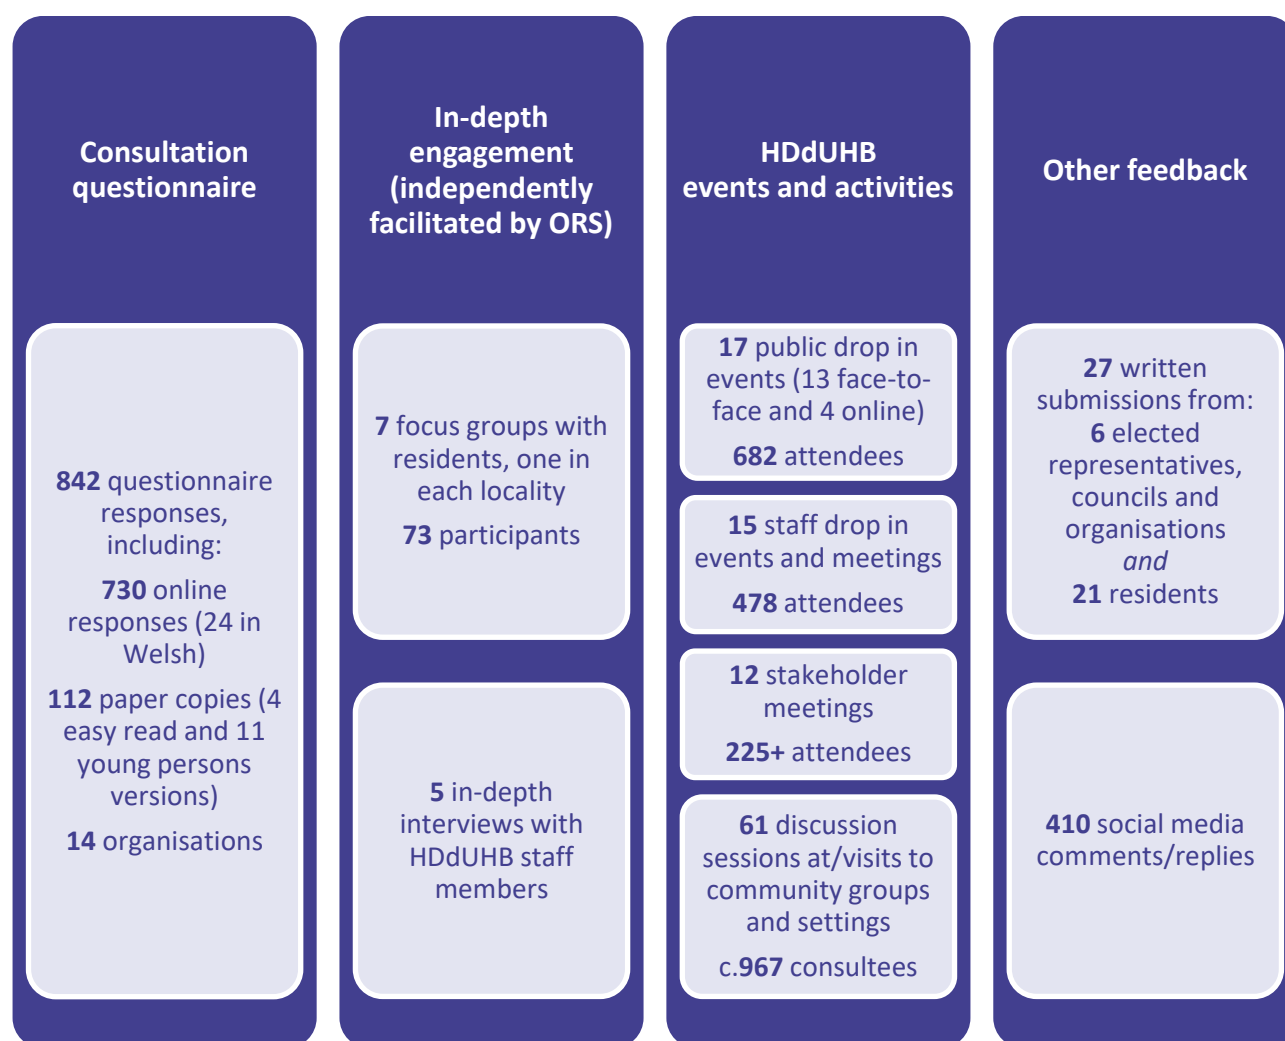 Consultation
questionnaire
842 questionnaire
responses,
including:
730 online
responses (24 in
Welsh)
112 paper copies (4
easy read and 11
young persons
versions)
14 organisations
In-depth
engagement
(independently
facilitated by ORS)
7 focus groups with
residents, one in
each locality
73 participants
5 in-depth
interviews with
HDdUHB staff
members
HDdUHB
events and activities
17 public drop in
events (13 face-to-
face and 4 online)
682 attendees
15 staff drop in
events and meetings
478 attendees
12 stakeholder
meetings
225+ attendees
61 discussion
sessions at/visits to
community groups
and settings
c.967 consultees
Other feedback
27 written
submissions from:
6 elected
representatives,
councils and
organisations
and
21 residents
410 social media
comments/replies